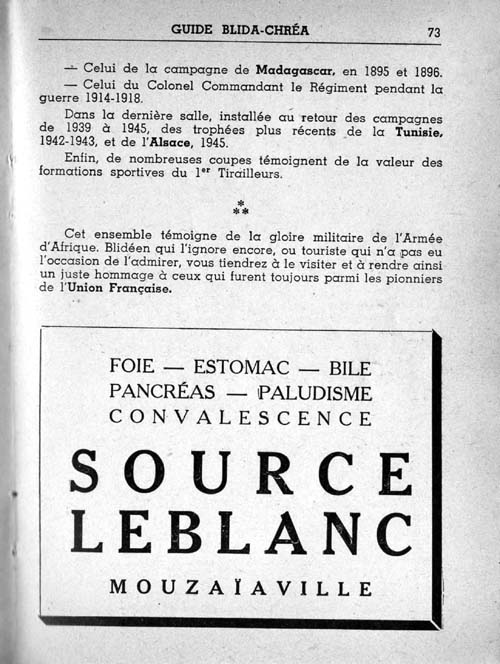 GUIDE BLIDA-CHRÉA 73
— Celui de la campagne de Madagascar, en 1895 et 1896.
— Celui du Colonel Commandant le Régiment pendant la
guerre 1914-1918.
Dans la dernière salle, installée au retour des campagnes
de 1939 à 1945, des trophées plus récents de la Tunisie,
1942-1943, et de l'Alsace, 1945.
Enfin, de nombreuses coupes témoignent de la valeur des
formations sportives du 1er Tirailleurs.
*
**
Cet ensemble témoigne de la gloire militaire de l'Armée
d'Afrique. Blidéen qui l'ignore encore, ou touriste qui n'a pas eu
l'occasion de l'admirer, vous tiendrez à le visiter et à rendre ainsi
un juste hommage à ceux qui furent toujours parmi les pionniers
de l'Union Française.
FOIE — ESTOMAC — BILE
PANCRÉAS — PALUDISME
CONVALESCENCE
SOURCE
LEBLANC
MOUZAÏAVILLE